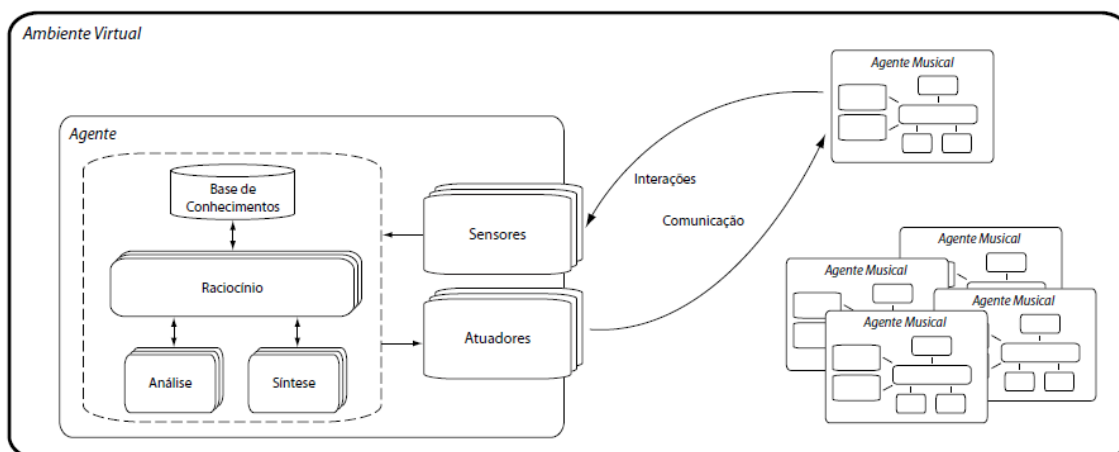 Ambiente Virtual
Agente Musical
Agente
Base de
Conhecimentos
Interações
Sensores
Comunicação
Raciocínio
Agente Musical
Agente Musical
Agente Musical
Agente Musical
Atuadores
Análise
Síntese